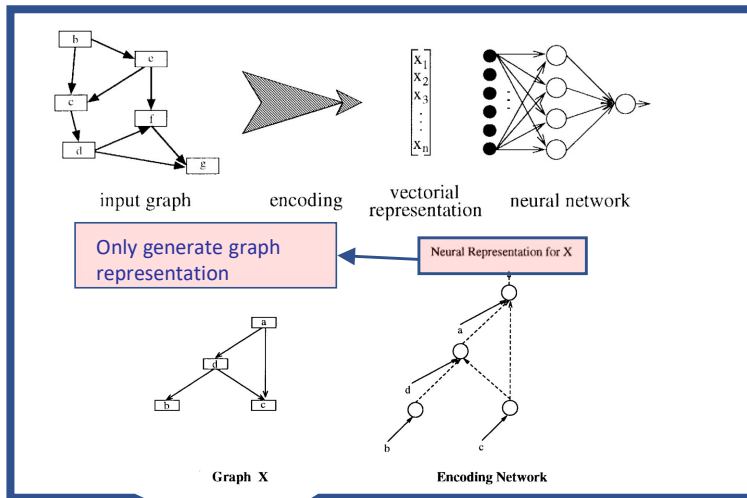 b
e
c
f
d
g
x1
x2
x3
.
.
.
xn
input graph
encoding
vectorial
representation
neural network
Only generate graph
representation
Neural Representation for X
a
d
b
c
a
d
b
c
Graph X
Encoding Network